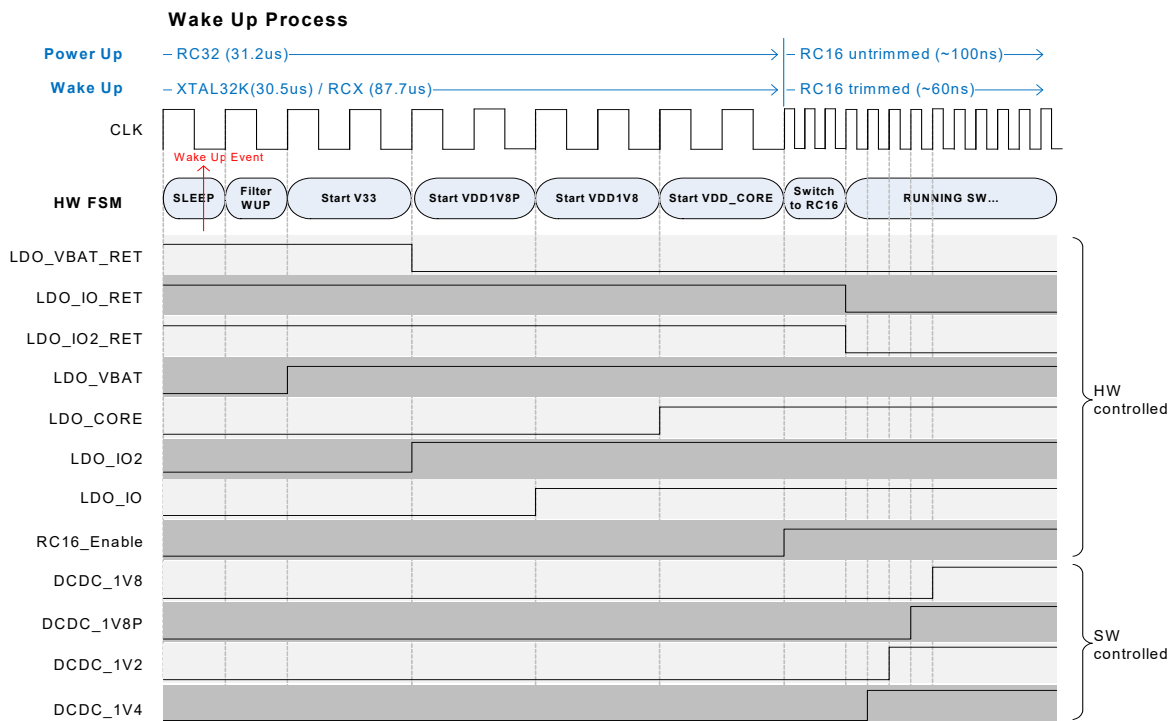 Wake Up Process
Power Up
RC32 (31.2us)
RC16 untrimmed (~100ns)
Wake Up
XTAL32K(30.5us) / RCX (87.7us)
RC16 trimmed (~60ns)
CLK
Wake Up Event
HW FSM
SLEEP
Filter
WUP
Start V33
Start VDD1V8P
Start VDD1V8
Start VDD_CORE
Switch
to RC16
RUNNING SW...
LDO_VBAT_RET
LDO_IO_RET
LDO_IO2_RET
LDO_VBAT
LDO_CORE
LDO_IO2
LDO_IO
RC16_Enable
HW
controlled
DCDC_1V8
DCDC_1V8P
DCDC_1V2
DCDC_1V4
SW
controlled